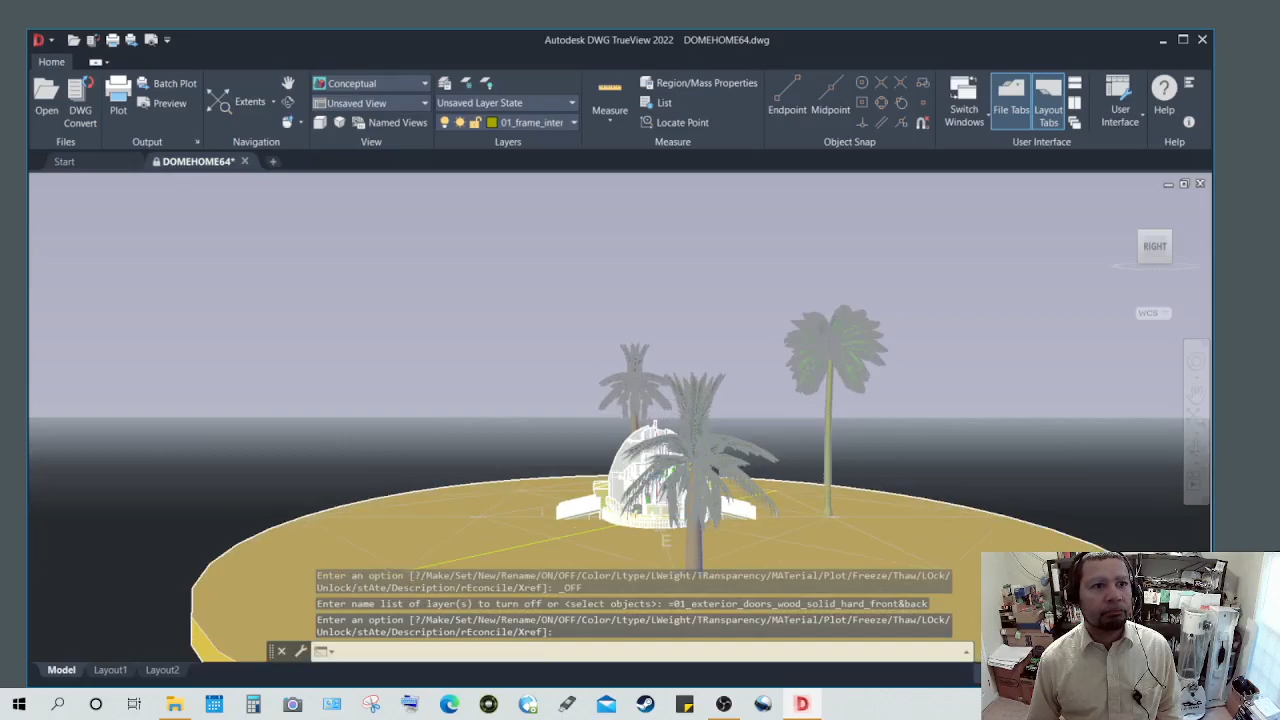 Autodesk DWG TrueView 2022 DOMEHOME64.dwg
Home
Open
DWG Convert
Plot
Batch Plot
Preview
Extents
Conceptual
Unsaved View
Named Views
Unsaved Layer State
01_frame_inter
Measure
Region/Mass Properties
List
Locate Point
Endpoint
Midpoint
Switch Windows
File Tabs
Layout Tabs
User Interface
Help
Files
Output
Navigation
View
Layers
Measure
Object Snap
User Interface
Help
Start
DOMEHOME64*
RIGHT
WCS
E
Enter an option [?/Make/Set/New/Rename/ON/OFF/Color/Ltype/LWeight/TRansparency/MATerial/Plot/Freeze/Thaw/LOck/
Unlock/stAte/Description/rEconcile/Xref]: _OFF
Enter name list of layer(s) to turn off or <select objects>: =01_exterior_doors_wood_solid_hard_front&back
Enter an option [?/Make/Set/New/Rename/ON/OFF/Color/Ltype/LWeight/TRansparency/MATerial/Plot/Freeze/Thaw/LOck/
Unlock/stAte/Description/rEconcile/Xref]:
Model
Layout1
Layout2